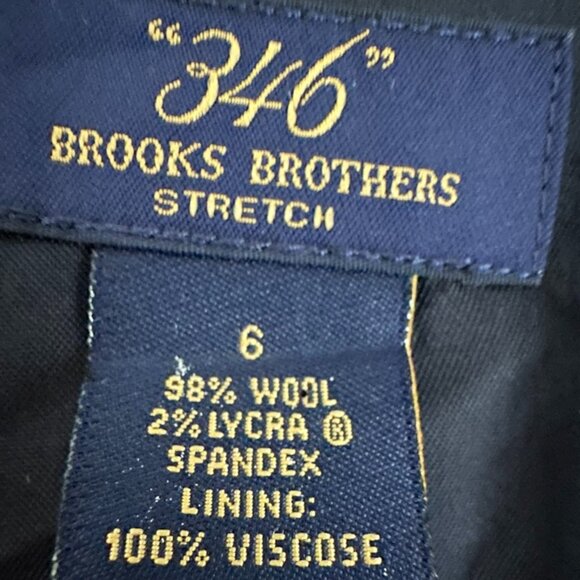 “346”
BROOKS BROTHERS
STRETCH
6
98% WOOL
2% LYCRA ®
SPANDEX
LINING:
100% VISCOSE